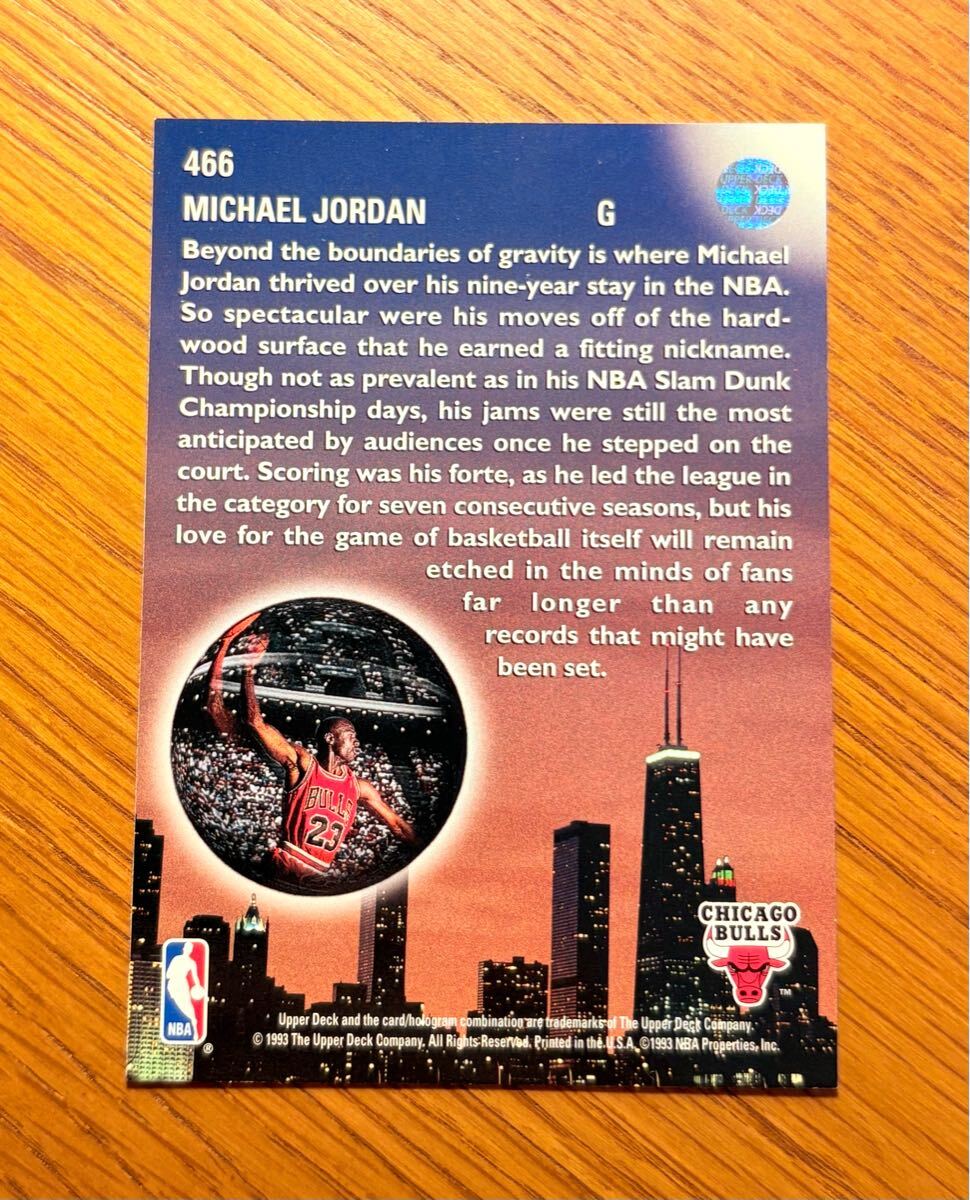 466
MICHAEL JORDAN G
UPPER DECK
Beyond the boundaries of gravity is where Michael
Jordan thrived over his nine-year stay in the NBA.
So spectacular were his moves off of the hard-
wood surface that he earned a fitting nickname.
Though not as prevalent as in his NBA Slam Dunk
Championship days, his jams were still the most
anticipated by audiences once he stepped on the
court. Scoring was his forte, as he led the league in
the category for seven consecutive seasons, but his
love for the game of basketball itself will remain
etched in the minds of fans
far longer than any
records that might have
been set.
BULLS
23
CHICAGO
BULLS
TM
NBA
®
Upper Deck and the card/hologram combination are trademarks of The Upper Deck Company.
© 1993 The Upper Deck Company. All Rights Reserved. Printed in the U.S.A. ©1993 NBA Properties, Inc.